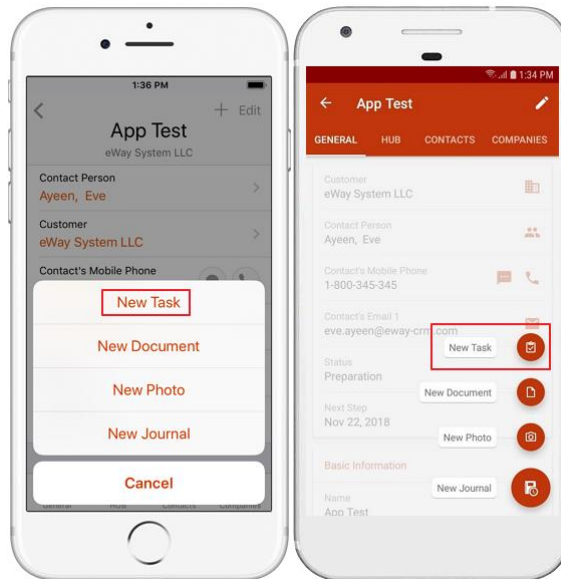 1:36 PM
+ Edit
App Test
eWay System LLC
Contact Person
Ayeen, Eve
Customer
eWay System LLC
Contact's Mobile Phone
New Task
New Document
New Photo
New Journal
Cancel
General HUB Contacts Companies
1:34 PM
App Test
GENERAL HUB CONTACTS COMPANIES
Customer
eWay System LLC
Contact Person
Ayeen, Eve
Contact's Mobile Phone
1-800-345-345
Contact's Email 1
eve.ayeen@eway-crm.com
New Task
Status
Preparation
New Document
Next Step
Nov 22, 2018
New Photo
Basic Information
New Journal
Name
App Test